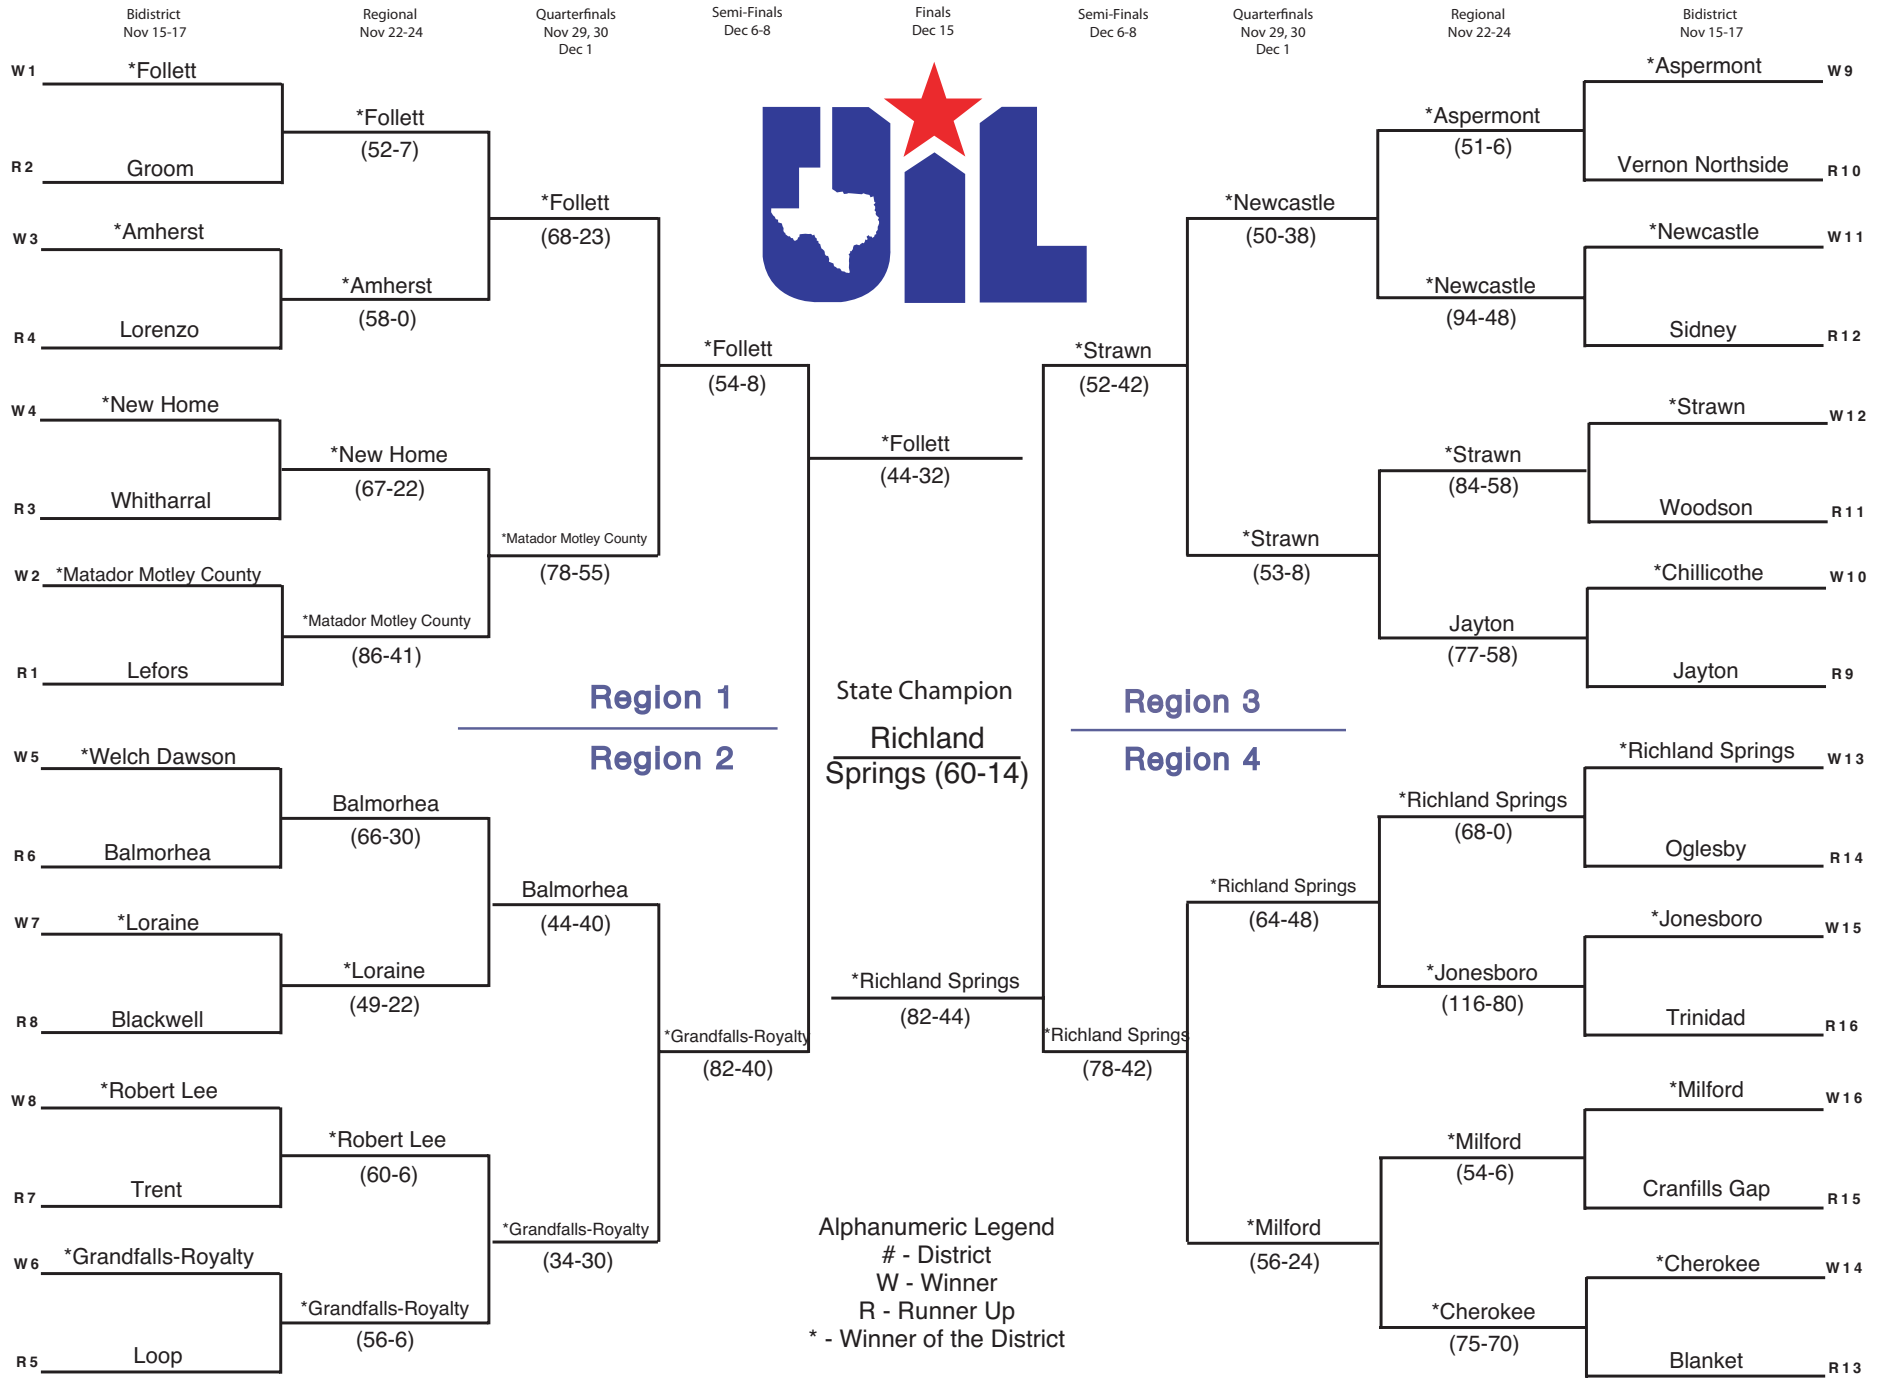 Bidistrict
Nov 15-17
Regional
Nov 22-24
Quarterfinals
Nov 29, 30
Dec 1
Semi-Finals
Dec 6-8
Finals
Dec 15
Semi-Finals
Dec 6-8
Quarterfinals
Nov 29, 30
Dec 1
Regional
Nov 22-24
Bidistrict
Nov 15-17
W 1
*Follett
R 2
Groom
W 3
*Amherst
R 4
Lorenzo
W 4
*New Home
R 3
Whitharral
W 2
*Matador Motley County
R 1
Lefors
W 5
*Welch Dawson
R 6
Balmorhea
W 7
*Loraine
R 8
Blackwell
W 8
*Robert Lee
R 7
Trent
W 6
*Grandfalls-Royalty
R 5
Loop
*Follett
(52-7)
*Amherst
(58-0)
*New Home
(67-22)
*Matador Motley County
(86-41)
Balmorhea
(66-30)
*Loraine
(49-22)
*Robert Lee
(60-6)
*Grandfalls-Royalty
(56-6)
*Follett
(68-23)
*Matador Motley County
(78-55)
Region 1
Region 2
Balmorhea
(44-40)
*Grandfalls-Royalty
(34-30)
*Follett
(54-8)
*Grandfalls-Royalty
(82-40)
UIL
*Follett
(44-32)
State Champion
Richland
Springs (60-14)
*Richland Springs
(82-44)
Alphanumeric Legend
# - District
W - Winner
R - Runner Up
* - Winner of the District
*Strawn
(52-42)
*Richland Springs
(78-42)
*Newcastle
(50-38)
*Strawn
(53-8)
Region 3
Region 4
*Richland Springs
(64-48)
*Milford
(56-24)
*Aspermont
(51-6)
*Newcastle
(94-48)
*Strawn
(84-58)
Jayton
(77-58)
*Richland Springs
(68-0)
*Jonesboro
(116-80)
*Milford
(54-6)
*Cherokee
(75-70)
*Aspermont
W 9
Vernon Northside
R 10
*Newcastle
W 11
Sidney
R 12
*Strawn
W 12
Woodson
R 11
*Chillicothe
W 10
Jayton
R 9
*Richland Springs
W 13
Oglesby
R 14
*Jonesboro
W 15
Trinidad
R 16
*Milford
W 16
Cranfills Gap
R 15
*Cherokee
W 14
Blanket
R 13